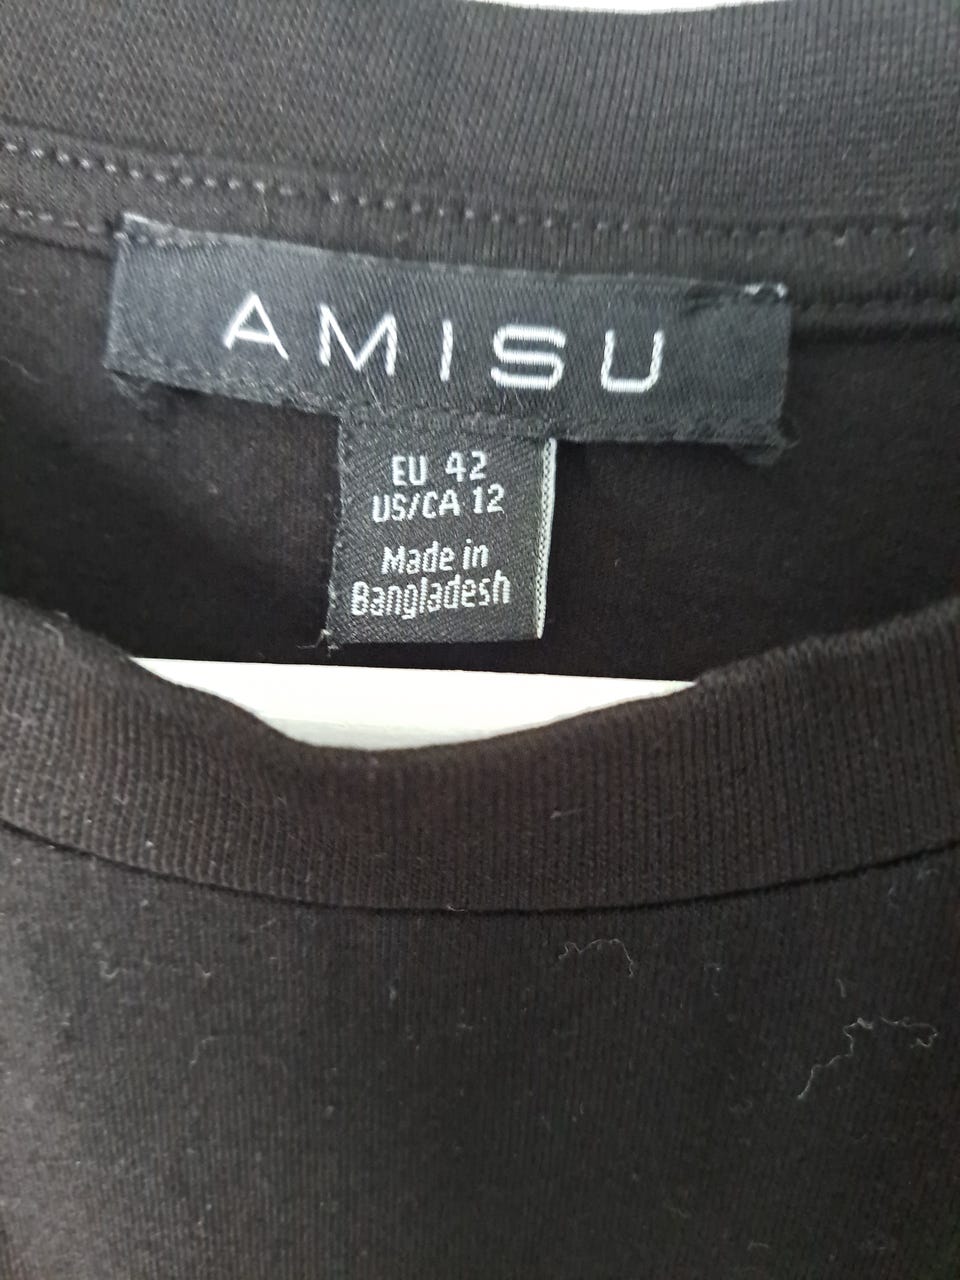 AMISU
EU 42
US/CA 12
Made in
Bangladesh